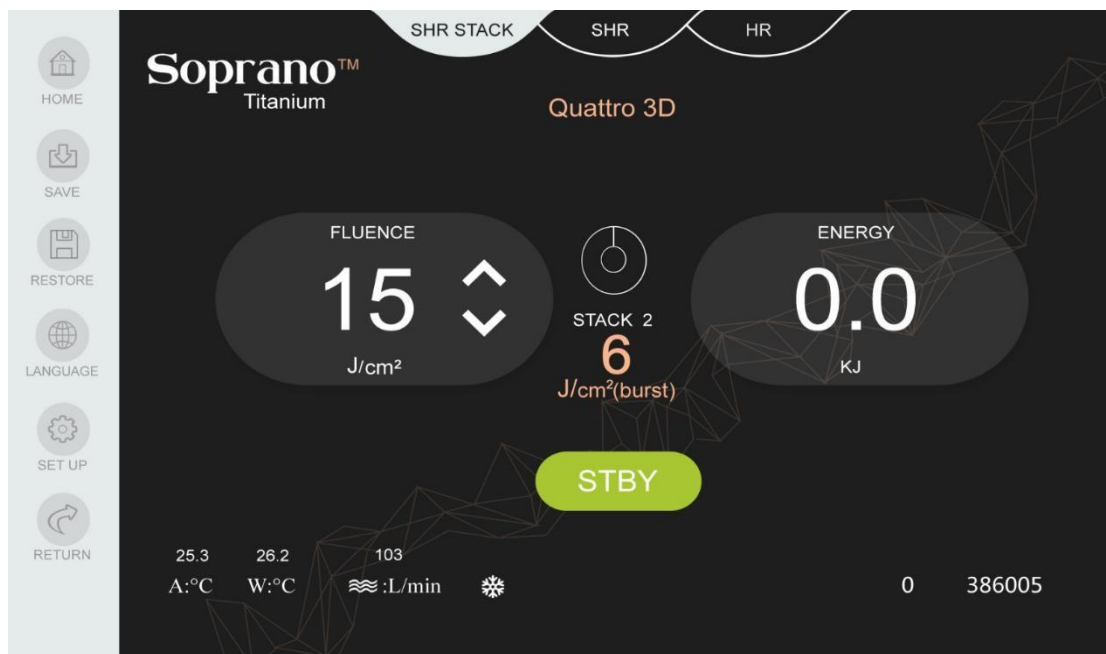 SHR STACK SHR HR
HOME
Soprano™
Titanium
Quattro 3D
SAVE
FLUENCE
15
J/cm²
STACK 2
6
J/cm²(burst)
ENERGY
0.0
KJ
RESTORE
LANGUAGE
SET UP
STBY
RETURN
25.3 26.2 103
A:°C W:°C :L/min
0 386005